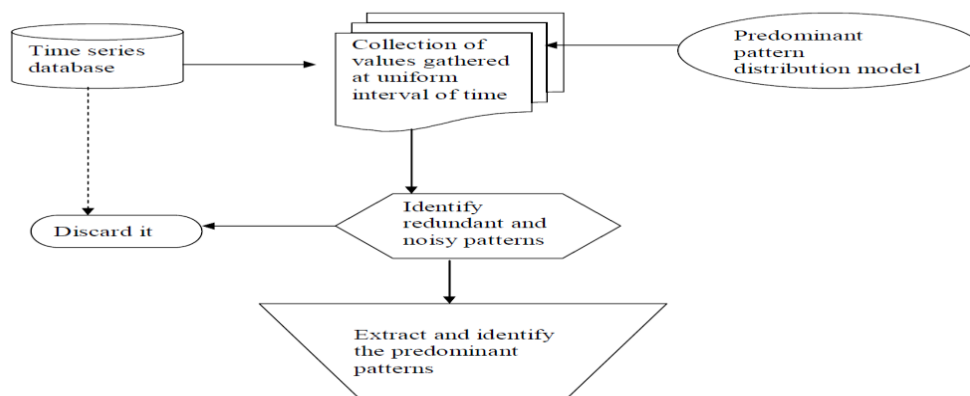 Time series
database
Collection of
values gathered
at uniform
interval of time
Predominant
pattern
distribution model
Discard it
Identify
redundant and
noisy patterns
Extract and identify
the predominant
patterns